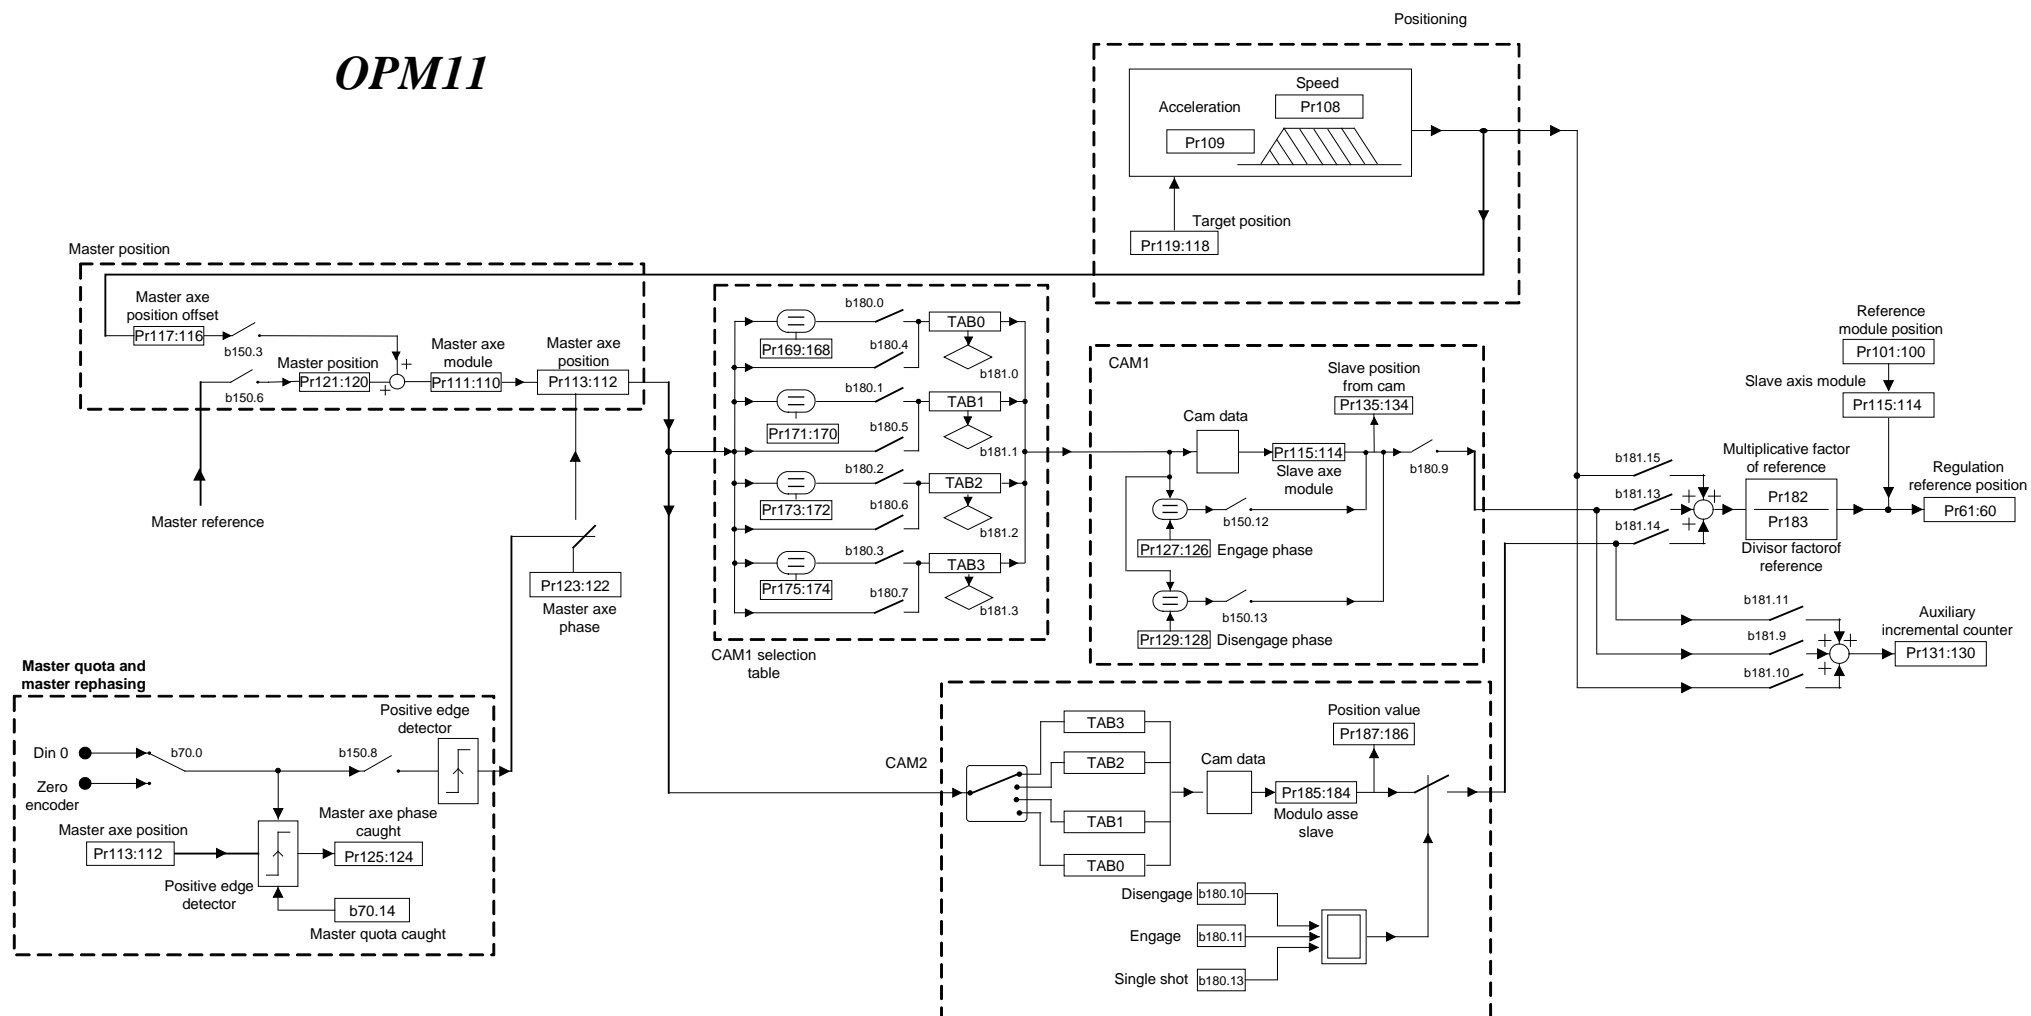 OPM11
Positioning
Speed
Pr108
Acceleration
Pr109
Target position
Pr119:118
Master position
Master axe
position offset
Pr117:116
b150.3
Master position
Pr121:120
b150.6
+
+
Master axe
module
Pr111:110
Master axe
position
Pr113:112
Master reference
Pr123:122
Master axe
phase
b180.0
Pr169:168
b180.4
TAB0
b181.0
b180.1
Pr171:170
b180.5
TAB1
b181.1
b180.2
Pr173:172
b180.6
TAB2
b181.2
b180.3
Pr175:174
b180.7
TAB3
b181.3
CAM1 selection
table
CAM1
Slave position
from cam
Pr135:134
Cam data
Pr115:114
Slave axe
module
b180.9
b150.12
Pr127:126
Engage phase
b150.13
Pr129:128
Disengage phase
Reference
module position
Pr101:100
Slave axis module
Pr115:114
b181.15
b181.13
b181.14
+
+
+
Multiplicative factor
of reference
Pr182
Pr183
Divisor factorof
reference
Regulation
reference position
Pr61:60
b181.11
b181.9
b181.10
+
+
+
Auxiliary
incremental counter
Pr131:130
Master quota and
master rephasing
Din 0
Zero
encoder
b70.0
b150.8
Positive edge
detector
Master axe position
Pr113:112
Master axe phase
caught
Pr125:124
Positive edge
detector
b70.14
Master quota caught
CAM2
TAB3
TAB2
TAB1
TAB0
Cam data
Position value
Pr187:186
Pr185:184
Modulo asse
slave
Disengage
b180.10
Engage
b180.11
Single shot
b180.13